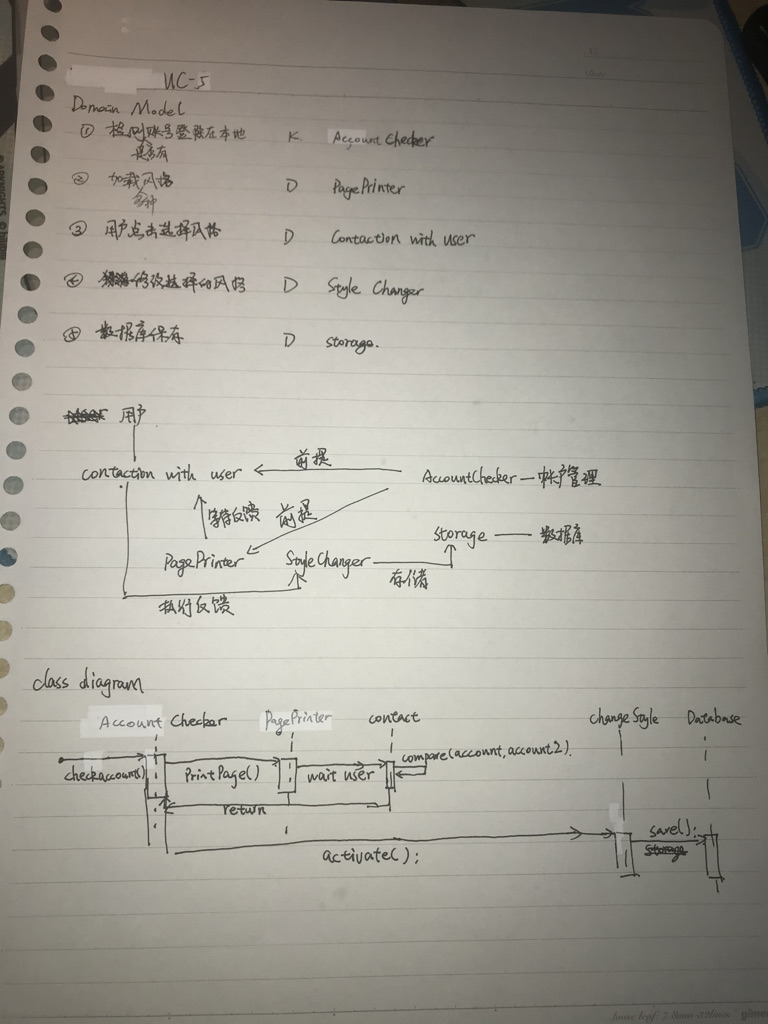 UC-5
Domain Model
① 检测账号登陆在本地 K Account Checker
是否有
② 加载风格 D PagePrinter
多种
③ 用户点击选择风格 D Contaction with user
④ 修改选择的风格 D Style Changer
⑤ 数据库保存 D storage.
用户
contaction with user 前提 AccountChecker — 帐户管理
等待反馈 前提
storage — 数据库
PagePrinter StyleChanger 存储
执行反馈
class diagram
Account Checker PagePrinter contact changeStyle Database
checkaccount() PrintPage() wait user compare(account, account2).
return
activate(); save();